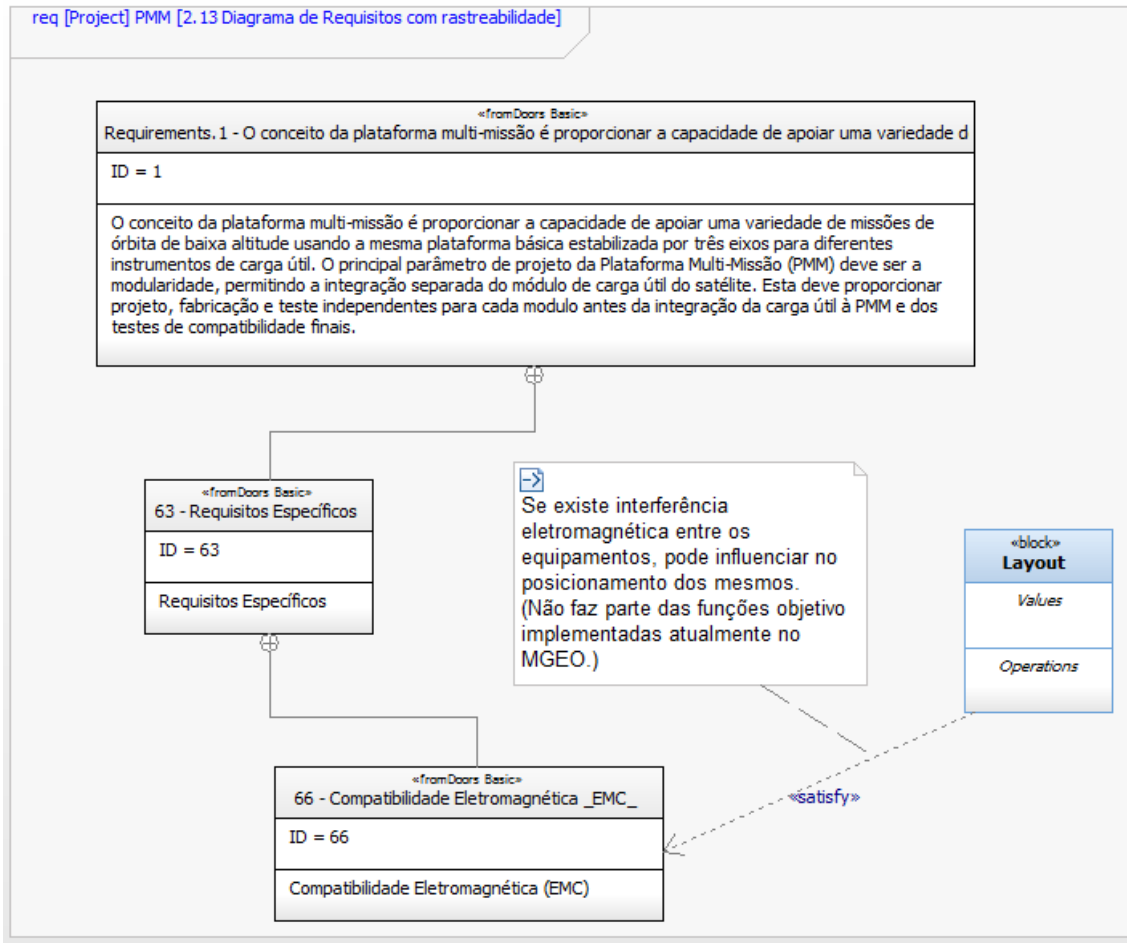 req [Project] PMM [2.13 Diagrama de Requisitos com rastreabilidade]
«fromDoors Basic»
Requirements.1 - O conceito da plataforma multi-missão é proporcionar a capacidade de apoiar uma variedade d
ID = 1
O conceito da plataforma multi-missão é proporcionar a capacidade de apoiar uma variedade de missões de
órbita de baixa altitude usando a mesma plataforma básica estabilizada por três eixos para diferentes
instrumentos de carga útil. O principal parâmetro de projeto da Plataforma Multi-Missão (PMM) deve ser a
modularidade, permitindo a integração separada do módulo de carga útil do satélite. Esta deve proporcionar
projeto, fabricação e teste independentes para cada modulo antes da integração da carga útil à PMM e dos
testes de compatibilidade finais.
«fromDoors Basic»
63 - Requisitos Específicos
ID = 63
Requisitos Específicos
Se existe interferência
eletromagnética entre os
equipamentos, pode influenciar no
posicionamento dos mesmos.
(Não faz parte das funções objetivo
implementadas atualmente no
MGEO.)
«block»
Layout
Values
Operations
«satisfy»
«fromDoors Basic»
66 - Compatibilidade Eletromagnética _EMC_
ID = 66
Compatibilidade Eletromagnética (EMC)